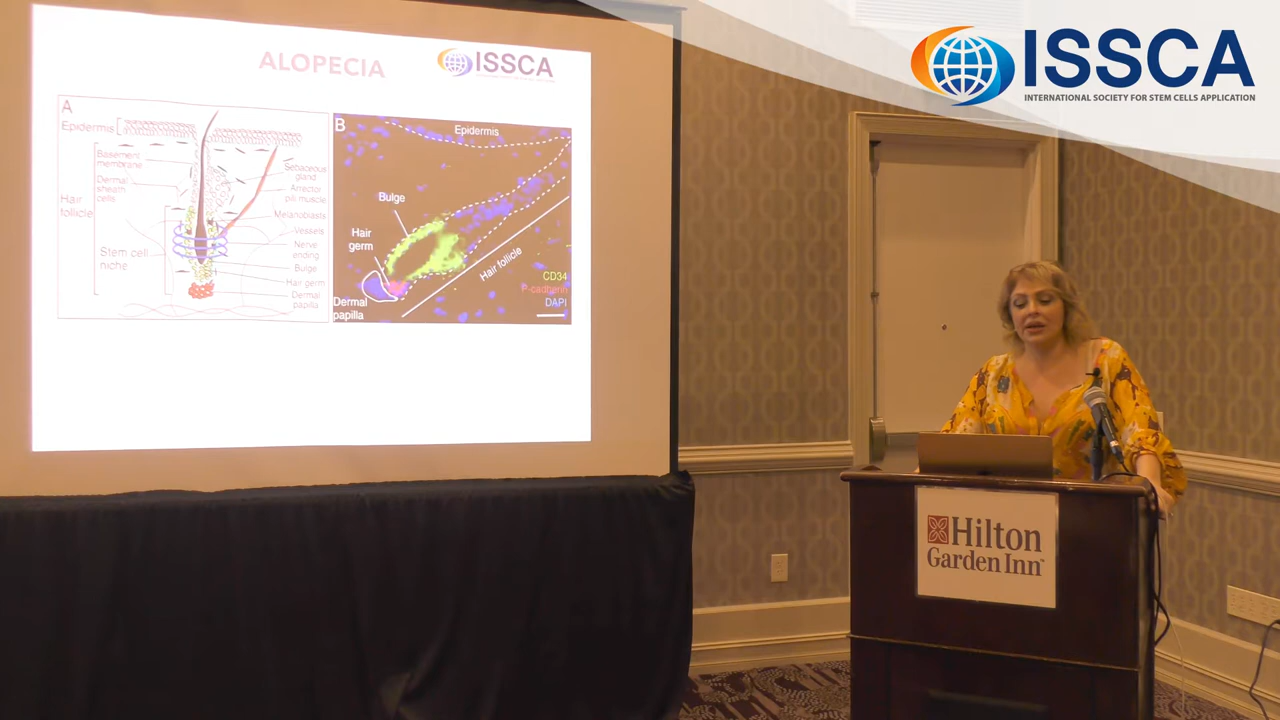 ALOPECIA
ISSCA
A
Epidermis
Basement
membrane
Dermal
sheath
cells
Hair
follicle
Stem cell
niche
Sebaceous
gland
Arrector
pili muscle
Melanoblasts
Vessels
Nerve
ending
Bulge
Hair germ
Dermal
papilla
B
Epidermis
Bulge
Hair
germ
Hair follicle
Dermal
papilla
CD34
P-cadherin
DAPI
ISSCA
INTERNATIONAL SOCIETY FOR STEM CELLS APPLICATION
Hilton
Garden Inn™